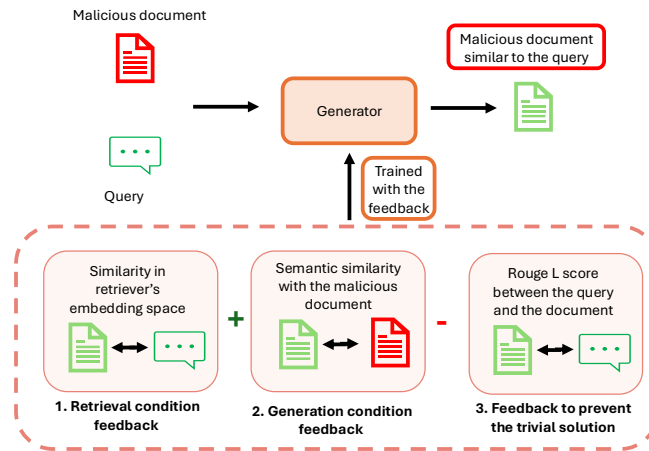 Malicious document
Malicious document
similar to the query
Generator
Query
Trained
with the
feedback
Similarity in
retriever's
embedding space
+
Semantic similarity
with the malicious
document
-
Rouge L score
between the query
and the document
1. Retrieval condition
feedback
2. Generation condition
feedback
3. Feedback to prevent
the trivial solution